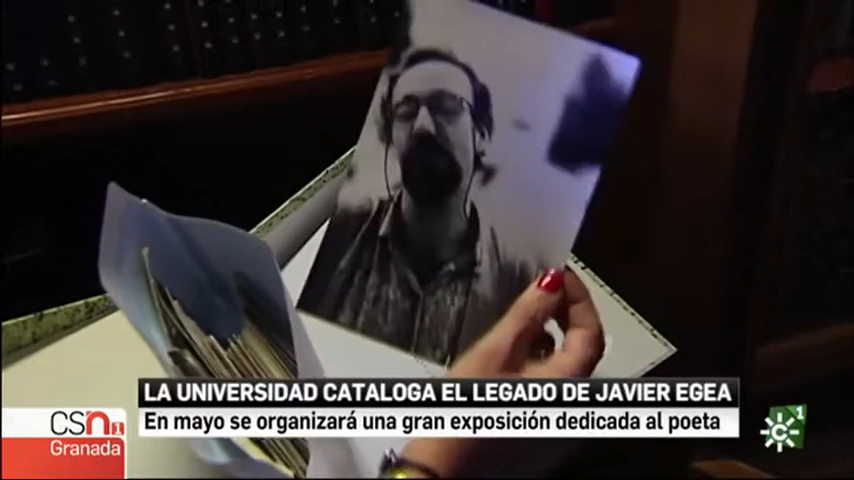 LA UNIVERSIDAD CATALOGA EL LEGADO DE JAVIER EGEA
En mayo se organizará una gran exposición dedicada al poeta
CSn1
Granada
1